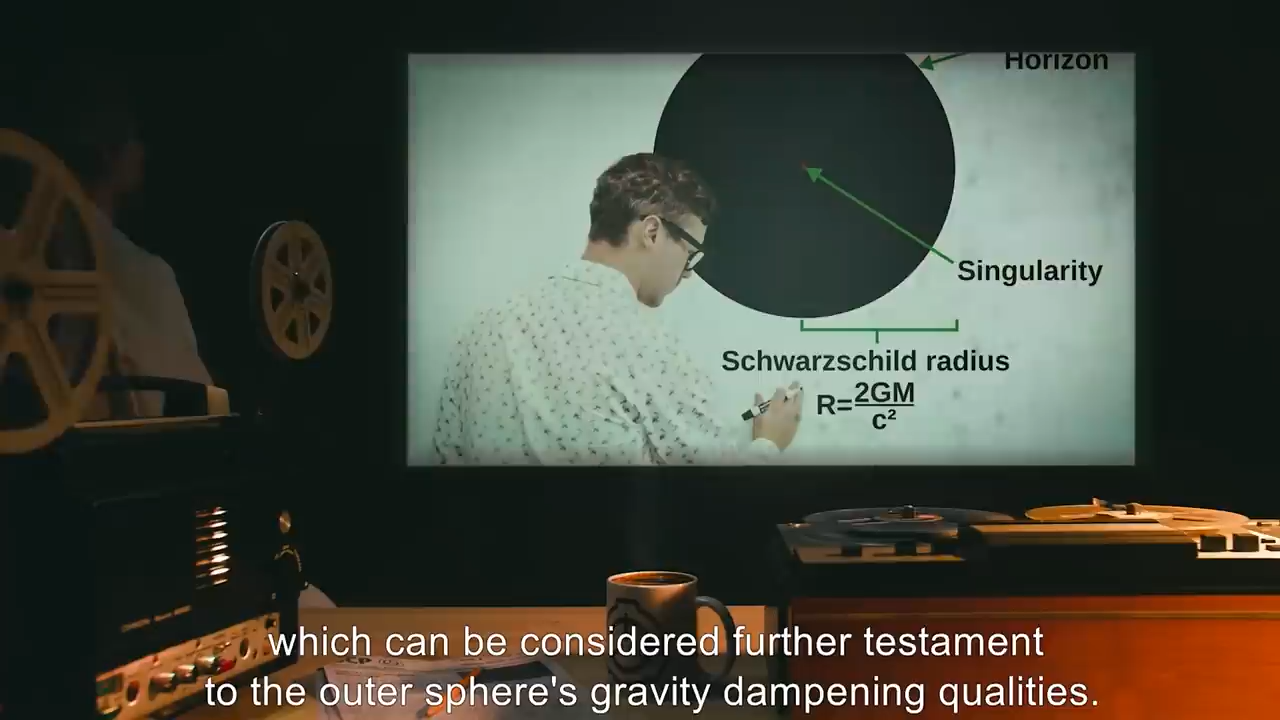 Horizon
Singularity
Schwarzschild radius
R=2GM
c²
which can be considered further testament
to the outer sphere's gravity dampening qualities.